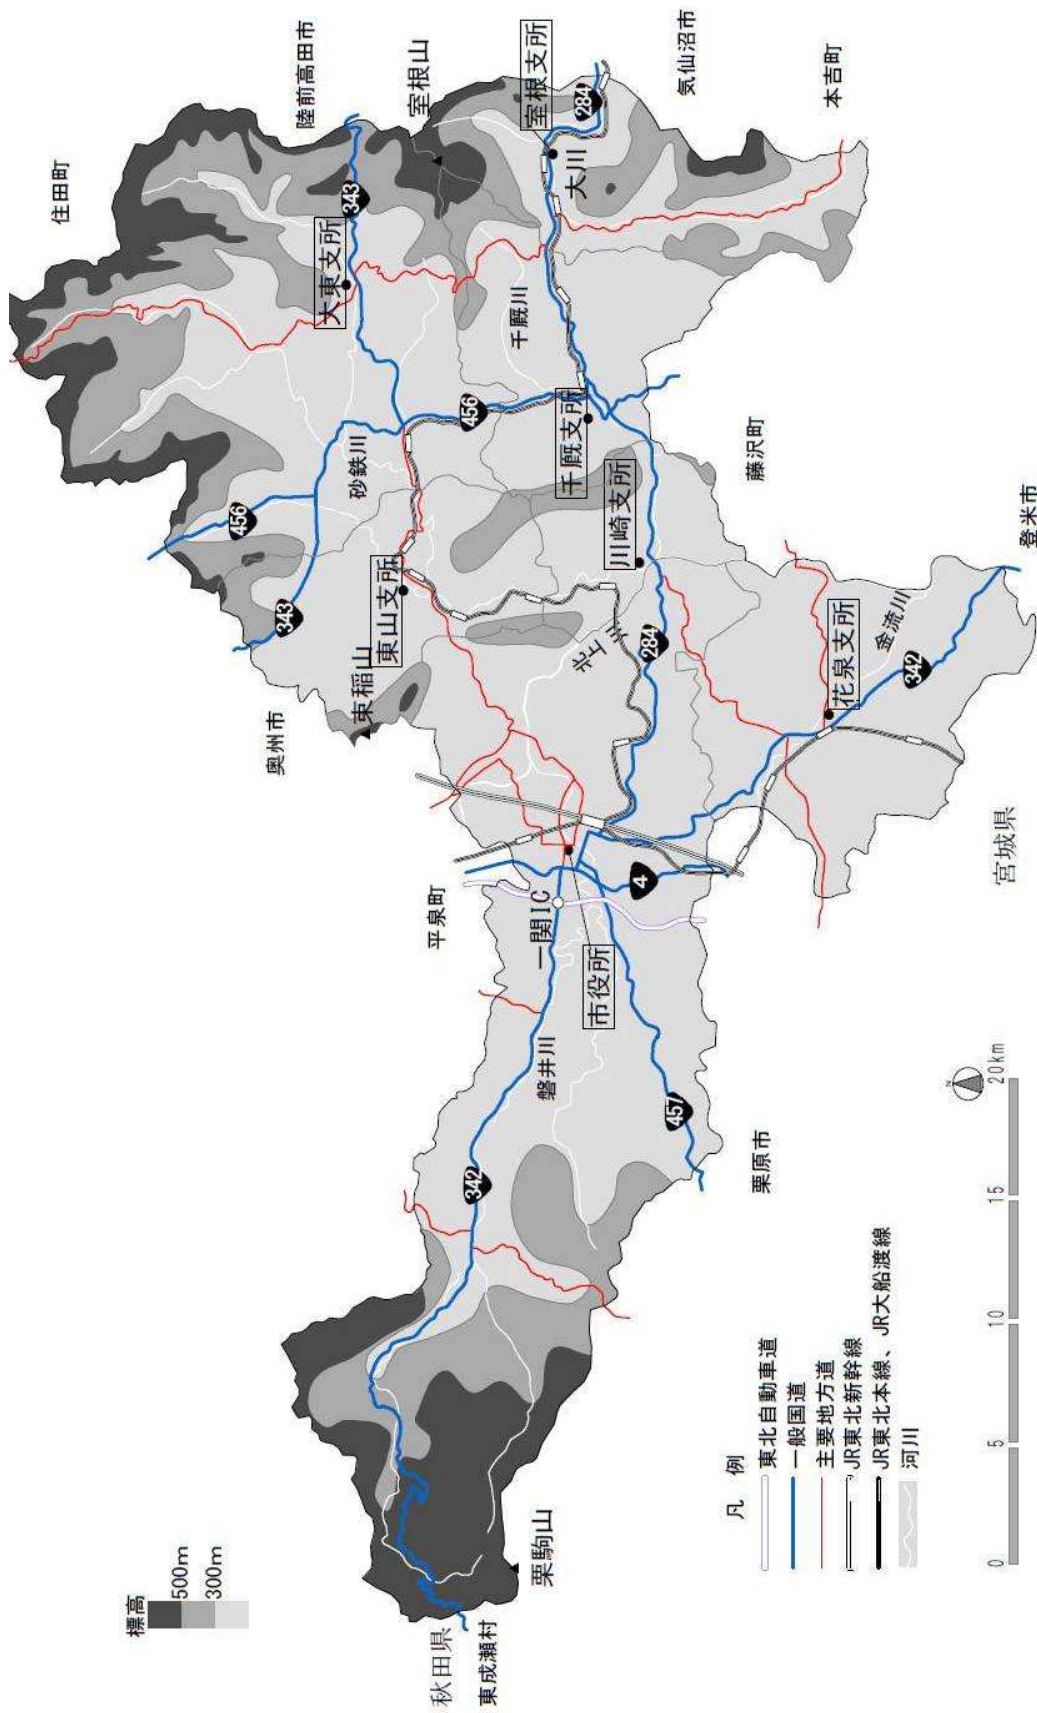 標高
500m
300m
秋田県
東成瀬村
栗駒山
342
磐井川
457
栗原市
平泉町
一関IC
市役所
4
奥州市
束稲山
東山支所
343
456
砂鉄川
住田町
大東支所
343
陸前高田市
室根山
室根支所
大川
284
気仙沼市
本吉町
千厩川
456
千厩支所
川崎支所
藤沢町
北上川
284
花泉支所
金流川
342
登米市
宮城県
凡 例
東北自動車道
一般国道
主要地方道
JR東北新幹線
JR東北本線、JR大船渡線
河川
N
0 5 10 15 20km